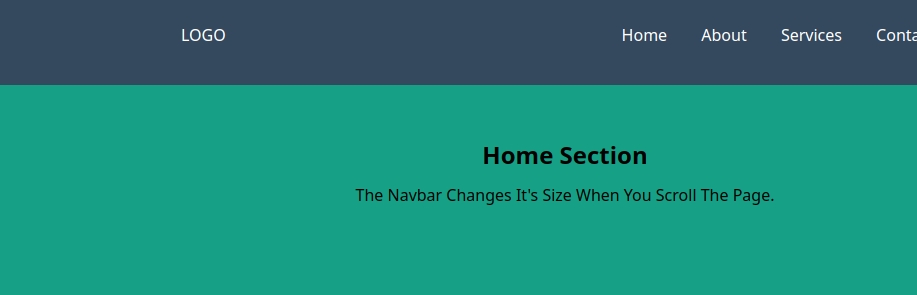 LOGO Home About Services Conta
Home Section
The Navbar Changes It's Size When You Scroll The Page.